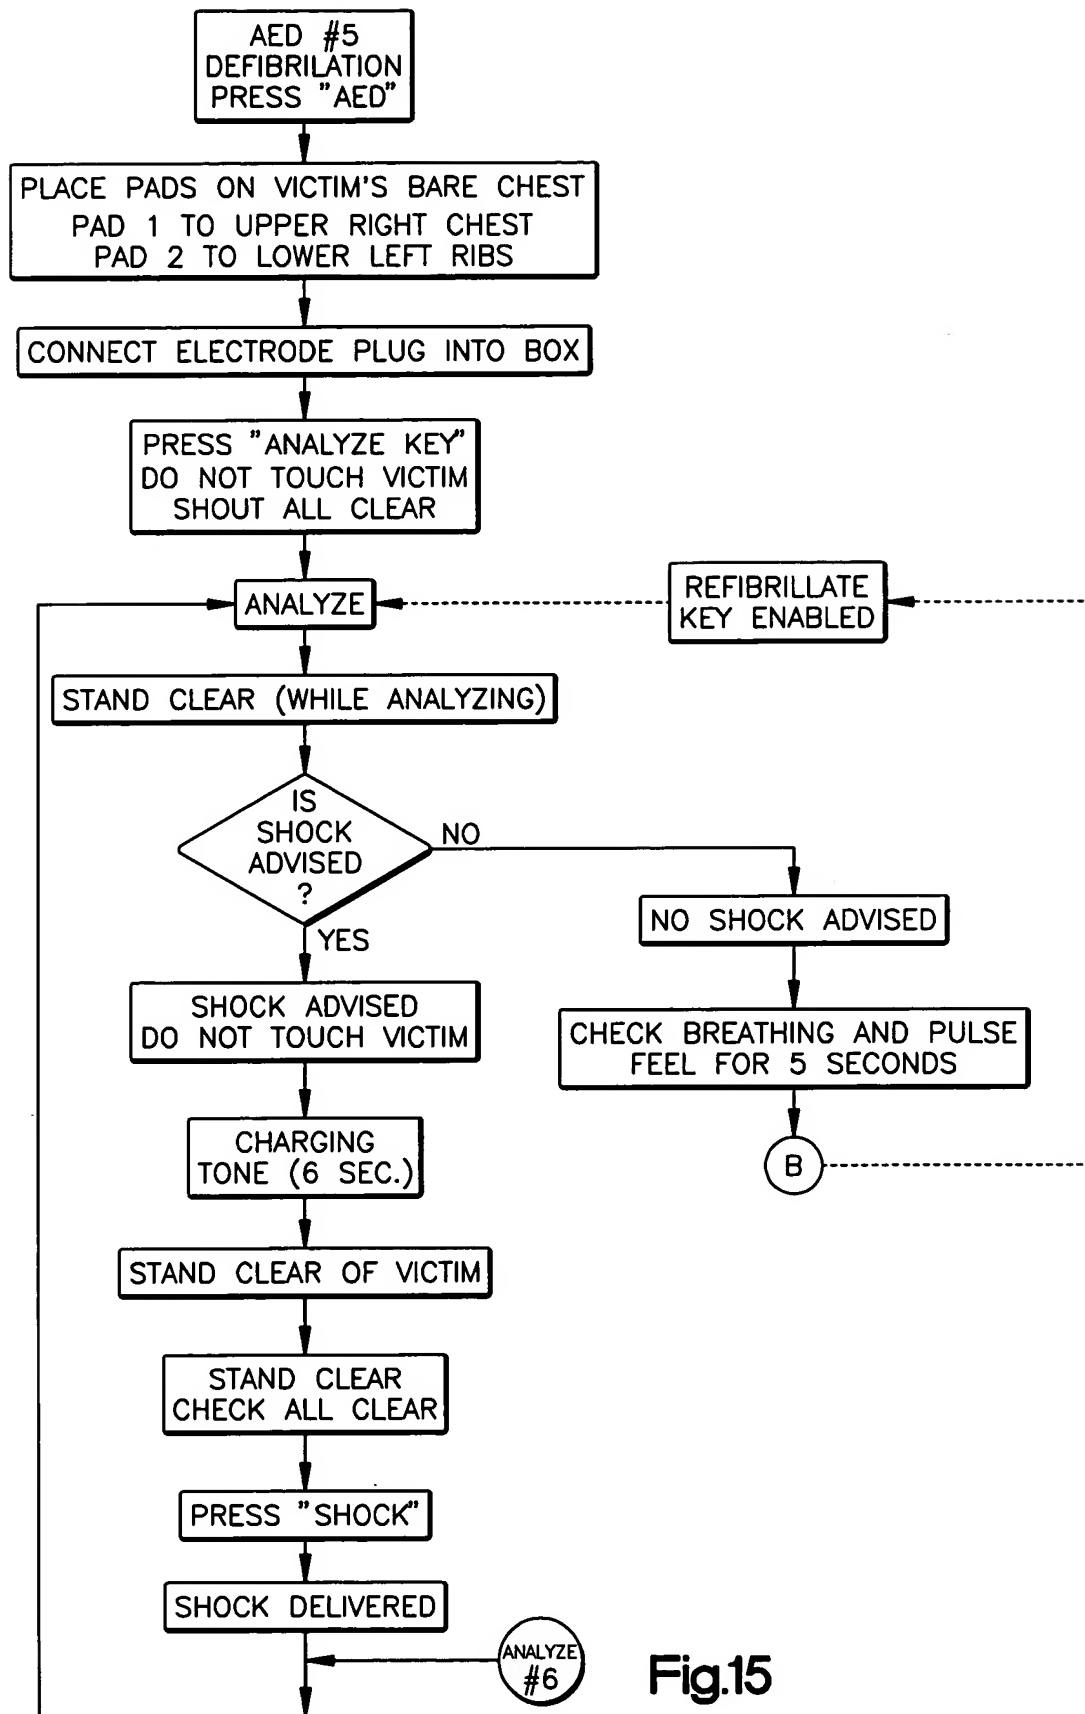 AED #5
DEFIBRILATION
PRESS "AED"
PLACE PADS ON VICTIM'S BARE CHEST
PAD 1 TO UPPER RIGHT CHEST
PAD 2 TO LOWER LEFT RIBS
CONNECT ELECTRODE PLUG INTO BOX
PRESS "ANALYZE KEY"
DO NOT TOUCH VICTIM
SHOUT ALL CLEAR
ANALYZE
REFIBRILLATE
KEY ENABLED
STAND CLEAR (WHILE ANALYZING)
IS
SHOCK
ADVISED
?
NO
YES
NO SHOCK ADVISED
SHOCK ADVISED
DO NOT TOUCH VICTIM
CHECK BREATHING AND PULSE
FEEL FOR 5 SECONDS
CHARGING
TONE (6 SEC.)
B
STAND CLEAR OF VICTIM
STAND CLEAR
CHECK ALL CLEAR
PRESS "SHOCK"
SHOCK DELIVERED
ANALYZE
#6
Fig.15